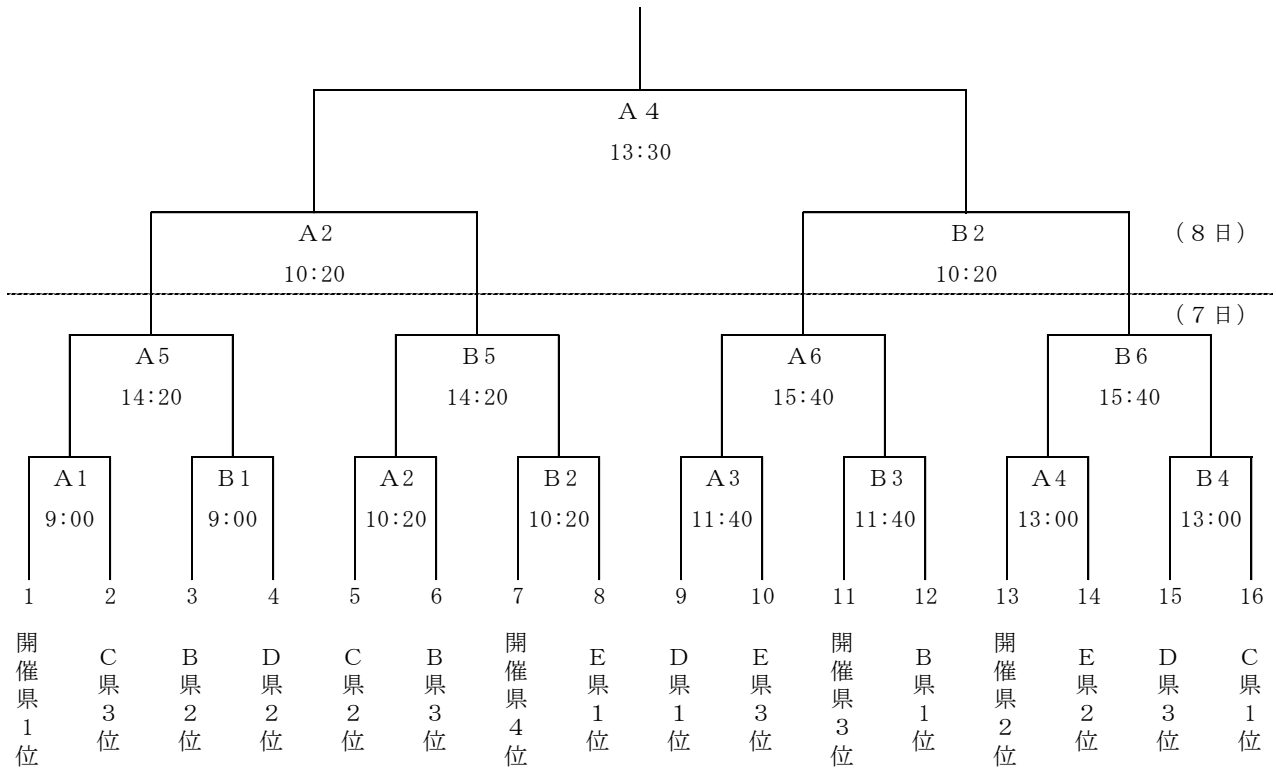 Ａ４
13:30
Ａ２ Ｂ２ （８日）
10:20 10:20
（７日）
Ａ５ Ｂ５ Ａ６ Ｂ６
14:20 14:20 15:40 15:40
Ａ１ Ｂ１ Ａ２ Ｂ２ Ａ３ Ｂ３ Ａ４ Ｂ４
9:00 9:00 10:20 10:20 11:40 11:40 13:00 13:00
1 2 3 4 5 6 7 8 9 10 11 12 13 14 15 16
開催県１位
Ｃ県３位
Ｂ県２位
Ｄ県２位
Ｃ県２位
Ｂ県３位
開催県４位
Ｅ県１位
Ｄ県１位
Ｅ県３位
開催県３位
Ｂ県１位
開催県２位
Ｅ県２位
Ｄ県３位
Ｃ県１位